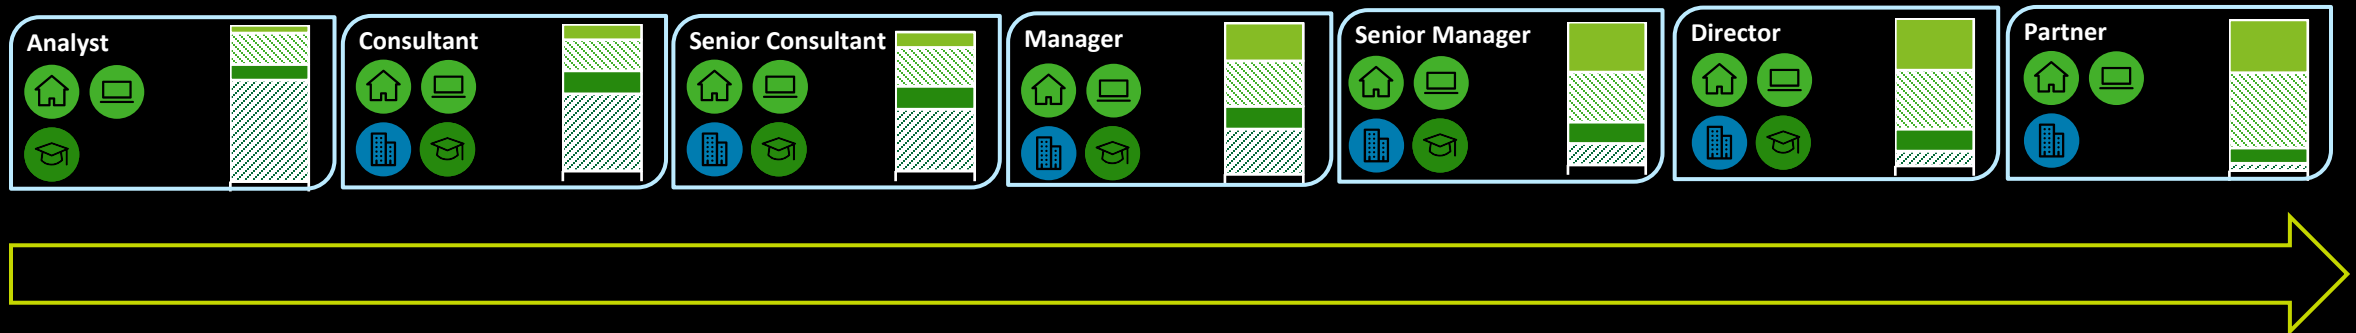 Analyst
Consultant
Senior Consultant
Manager
Senior Manager
Director
Partner